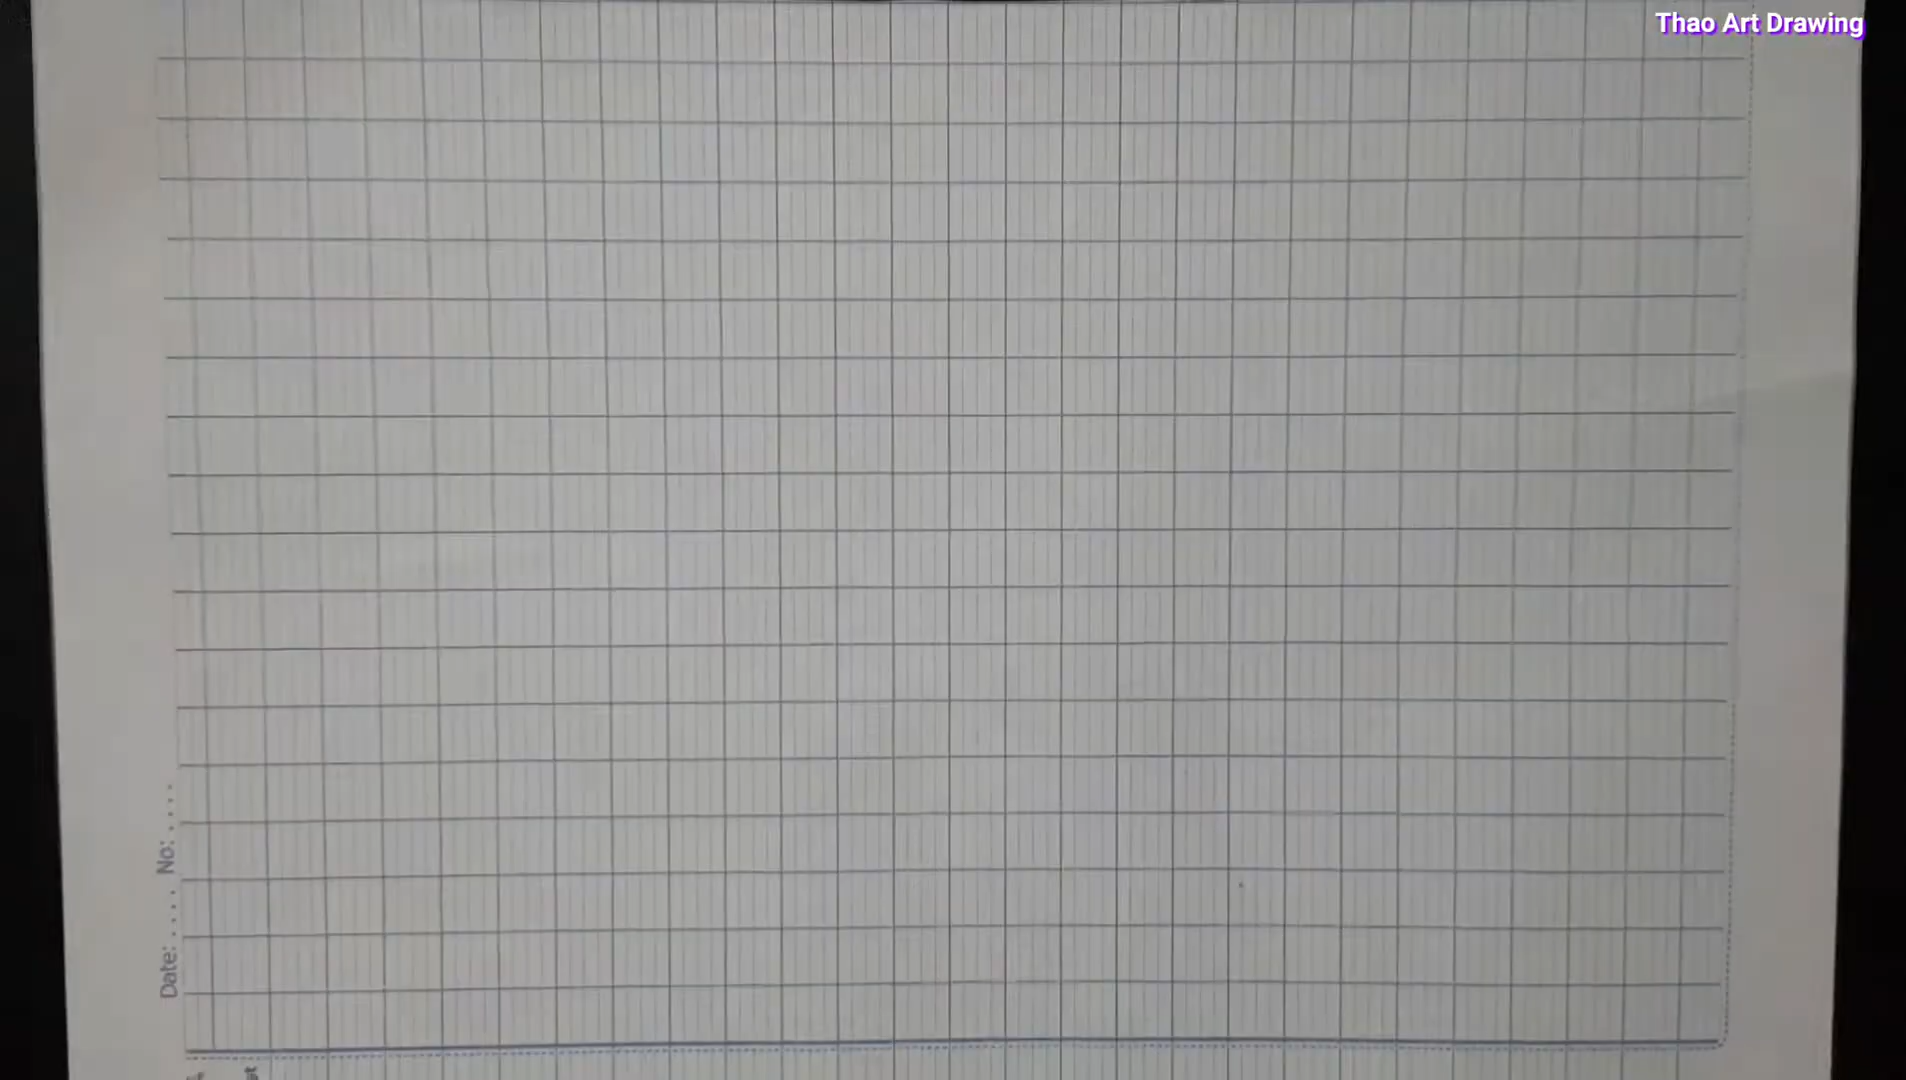 Thao Art Drawing
Date: ..... No: .....